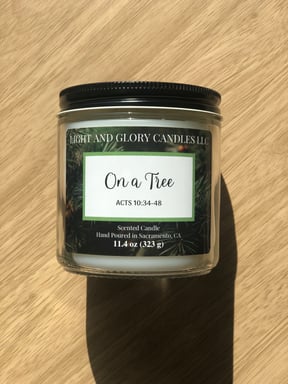 LIGHT AND GLORY CANDLES LLC
On a Tree
ACTS 10:34-48
Scented Candle
Hand Poured in Sacramento, CA
11.4 oz (323 g)